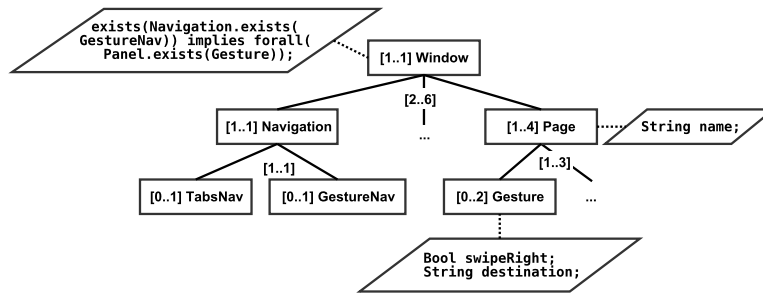 exists(Navigation.exists(
GestureNav)) implies forall(
Panel.exists(Gesture));
[1..1] Window
[2..6]
[1..1] Navigation
...
[1..4] Page
String name;
[1..1]
[1..3]
[0..1] TabsNav
[0..1] GestureNav
[0..2] Gesture
...
Bool swipeRight;
String destination;